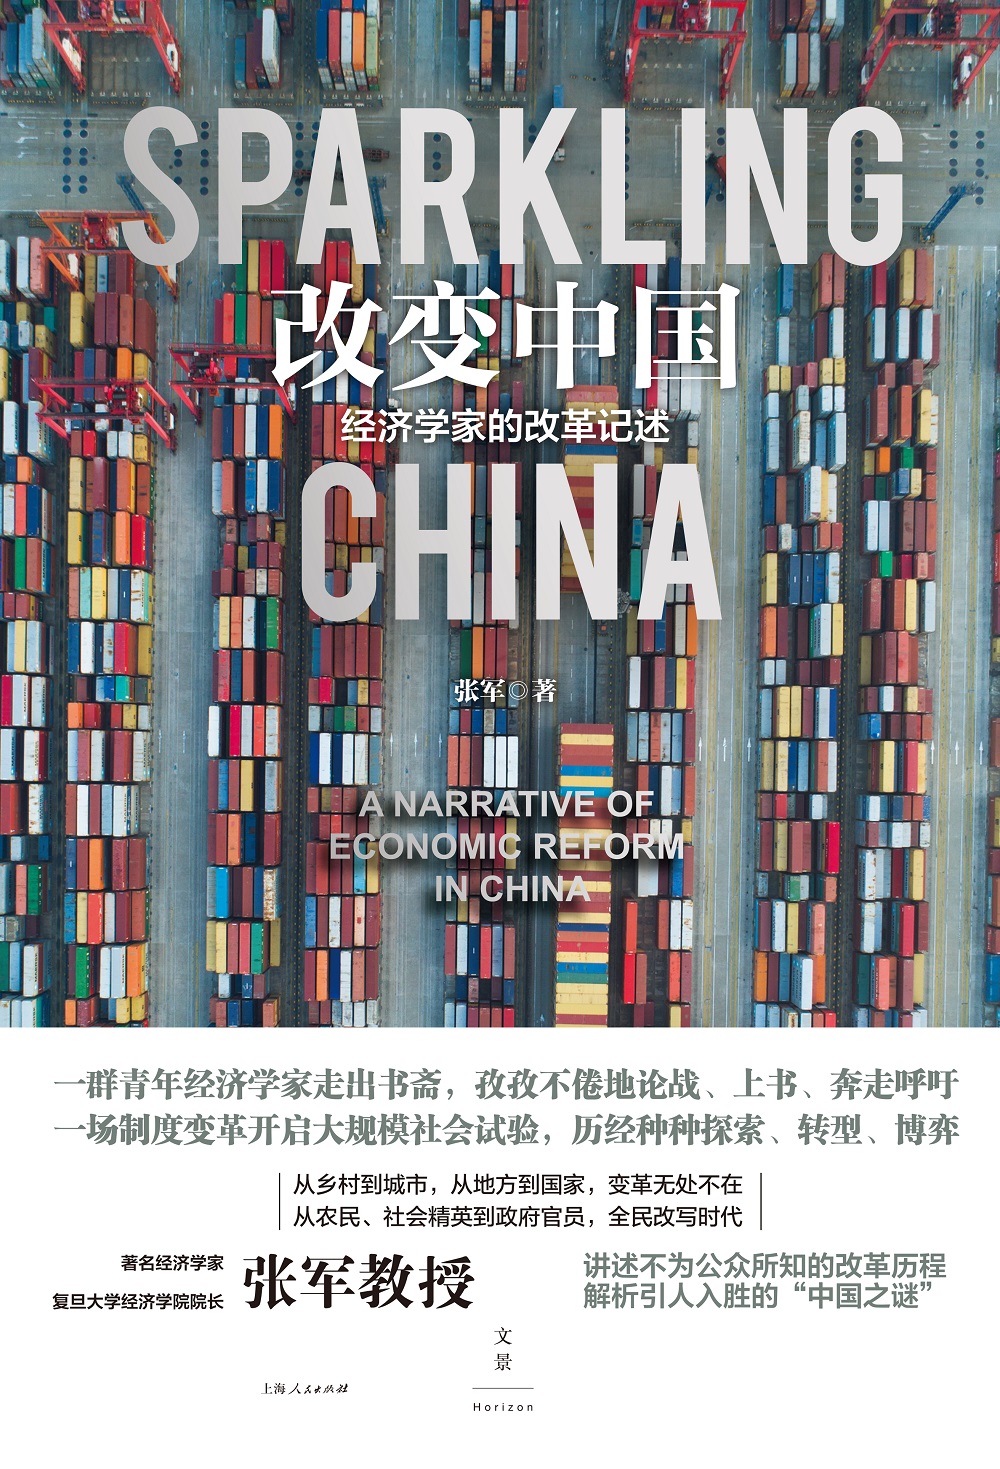 SPARKLING
改变中国
经济学家的改革记述
CHINA
张军◎著
A NARRATIVE OF
ECONOMIC REFORM
IN CHINA
一群青年经济学家走出书斋，孜孜不倦地论战、上书、奔走呼吁
一场制度变革开启大规模社会试验，历经种种探索、转型、博弈
从乡村到城市，从地方到国家，变革无处不在
从农民、社会精英到政府官员，全民改写时代
著名经济学家
复旦大学经济学院院长
张军教授
讲述不为公众所知的改革历程
解析引人入胜的“中国之谜”
文
景
上海人民出版社
Horizon